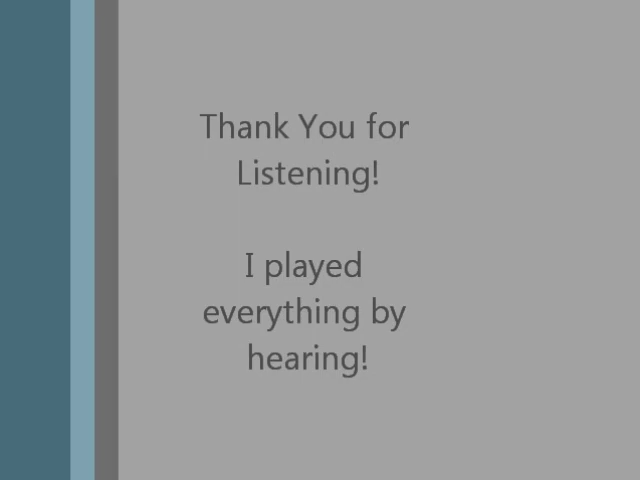 Thank You for
Listening!
I played
everything by
hearing!